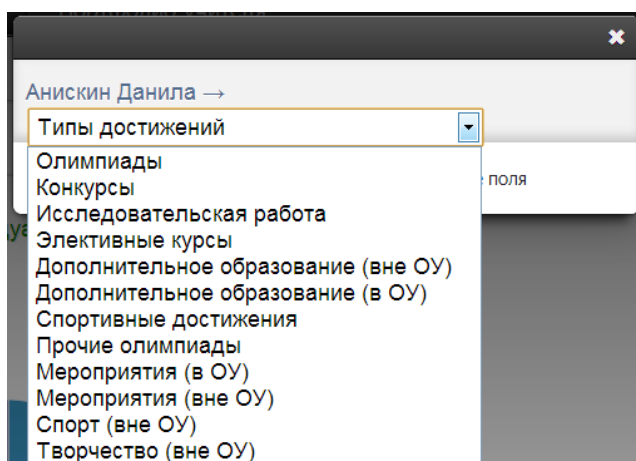 Анискин Данила →
Типы достижений
Олимпиады
Конкурсы
поля
Исследовательская работа
Элективные курсы
Дополнительное образование (вне ОУ)
Дополнительное образование (в ОУ)
Спортивные достижения
Прочие олимпиады
Мероприятия (в ОУ)
Мероприятия (вне ОУ)
Спорт (вне ОУ)
Творчество (вне ОУ)